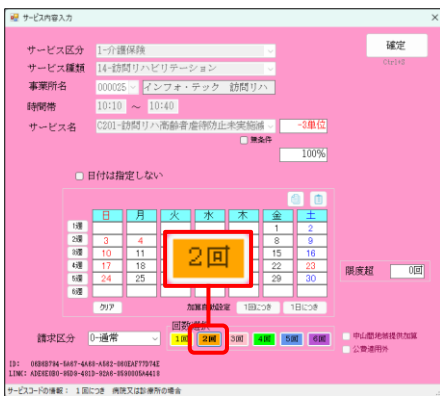 サービス内容入力
サービス区分 1-介護保険
確定
Ctrl+S
サービス種類 14-訪問リハビリテーション
事業所名 000025 インフォ・テック 訪問リハ
時間帯 10:10 ～ 10:40
サービス名 C201-訪問リハ高齢者虐待防止未実施減 -3単位
無条件
100%
日付は指定しない
日 月 火 水 木 金 土
1週 1 2
2週 3 4 8 9
3週 10 11 15 16
4週 17 18 22 23
5週 24 25 29 30
6週
2回
限度超 0回
クリア 加算自動設定 1回につき 1日につき
請求区分 0-通常
回数選択
1回 2回 3回 4回 5回 6回
中山間地域提供加算
公費適用外
サービスコードの情報： 1回につき 病院又は診療所の場合